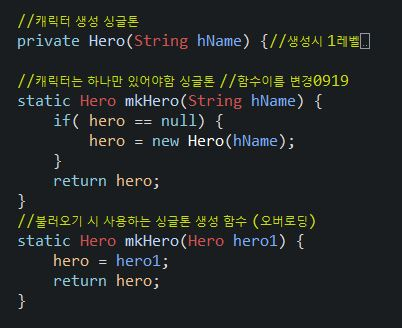 //캐릭터 생성 싱글톤
private Hero(String hName) {//생성시 1레벨
//캐릭터는 하나만 있어야함 싱글톤 //함수이름 변경0919
static Hero mkHero(String hName) {
if( hero == null) {
hero = new Hero(hName);
}
return hero;
}
//불러오기 시 사용하는 싱글톤 생성 함수 (오버로딩)
static Hero mkHero(Hero hero1) {
hero = hero1;
return hero;
}